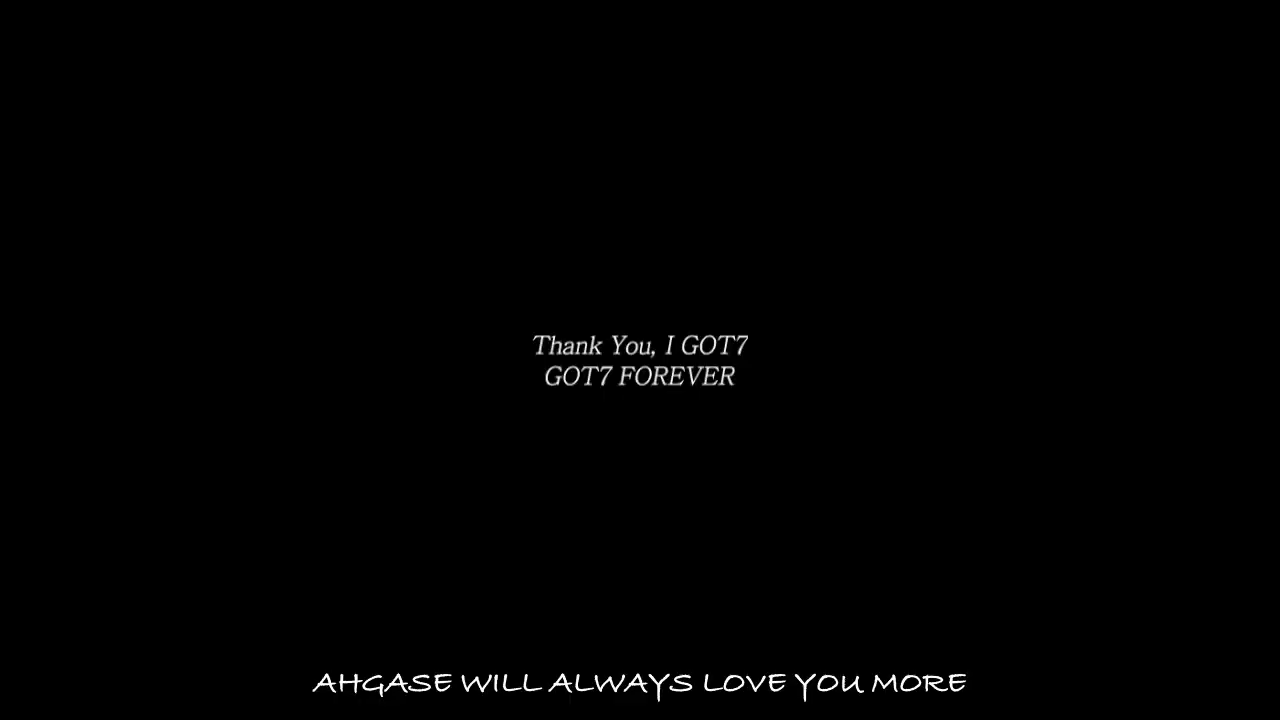 Thank You, I GOT7
GOT7 FOREVER
AHGASE WILL ALWAYS LOVE YOU MORE